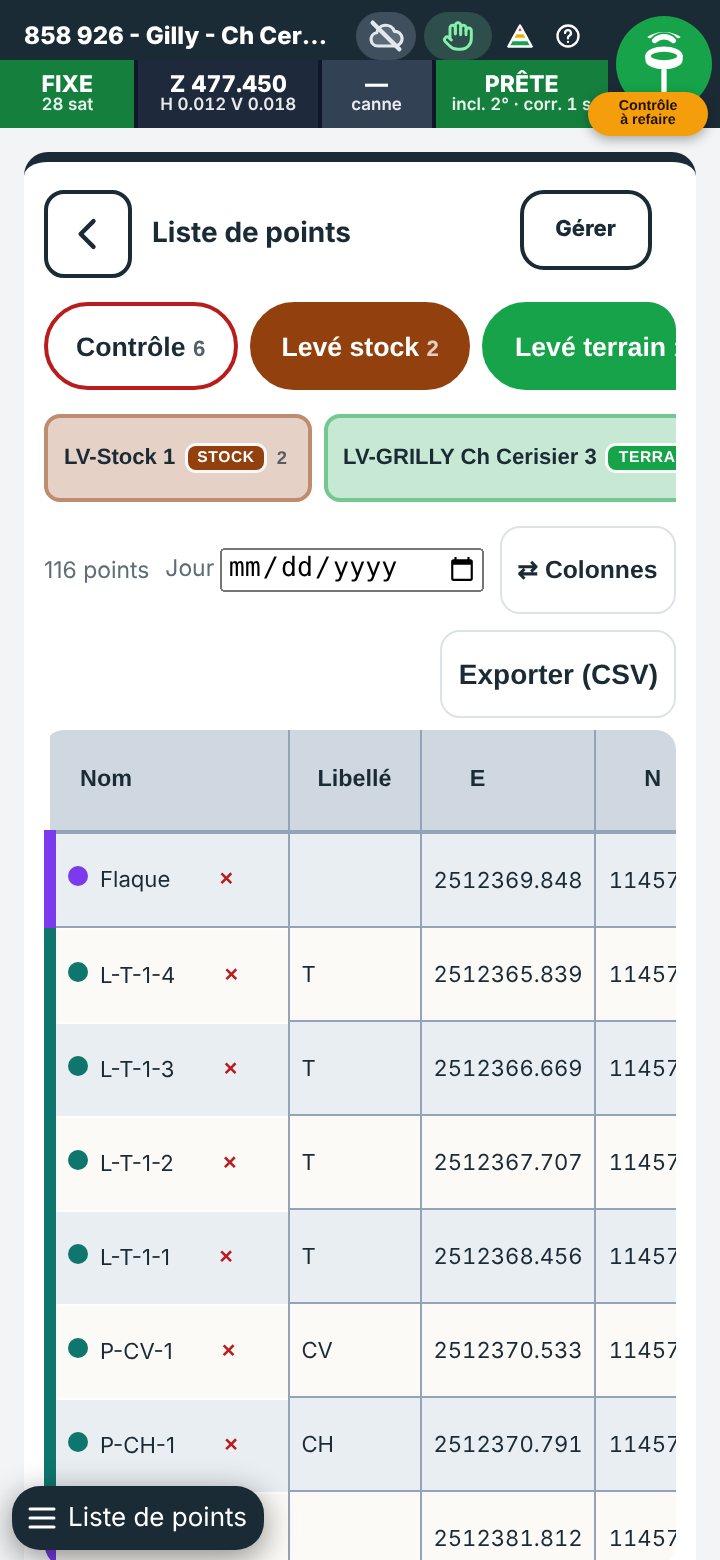 858 926 - Gilly - Ch Cer...
FIXE
28 sat
Z 477.450
H 0.012 V 0.018
—
canne
PRÊTE
incl. 2° · corr. 1 s
Contrôle
à refaire
Liste de points
Gérer
Contrôle 6
Levé stock 2
Levé terrain
LV-Stock 1 STOCK 2
LV-GRILLY Ch Cerisier 3 TERRA
116 points Jour mm/dd/yyyy ⇄ Colonnes
Exporter (CSV)
Nom Libellé E N
Flaque × 2512369.848 11457
L-T-1-4 × T 2512365.839 11457
L-T-1-3 × T 2512366.669 11457
L-T-1-2 × T 2512367.707 11457
L-T-1-1 × T 2512368.456 11457
P-CV-1 × CV 2512370.533 11457
P-CH-1 × CH 2512370.791 11457
2512381.812 11457
Liste de points